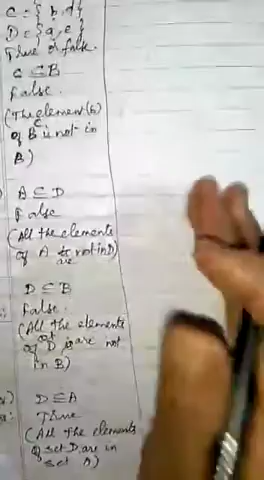 C = { b, d }
D = { a, e }
True or false.
C ⊆ B
False.
(The element (b)
of B is not in
B)
A ⊆ D
False
(All the elements
of A are not in D)
D ⊆ B
False.
(All the elements
of D are not
in B)
D ⊆ A
True
(All the elements
of set D are in
set A)